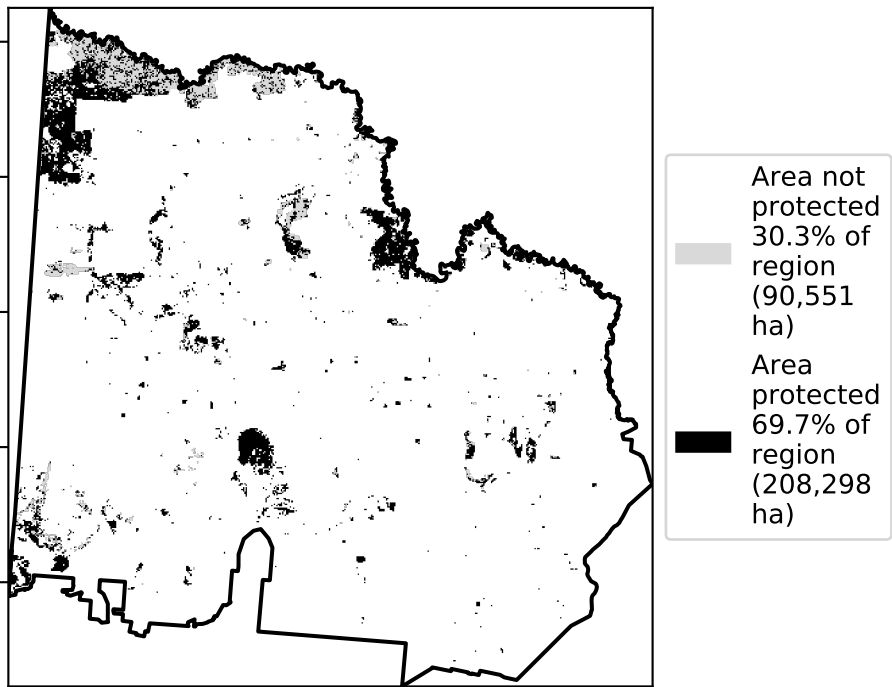 Area not
protected
30.3% of
region
(90,551
ha)
Area
protected
69.7% of
region
(208,298
ha)